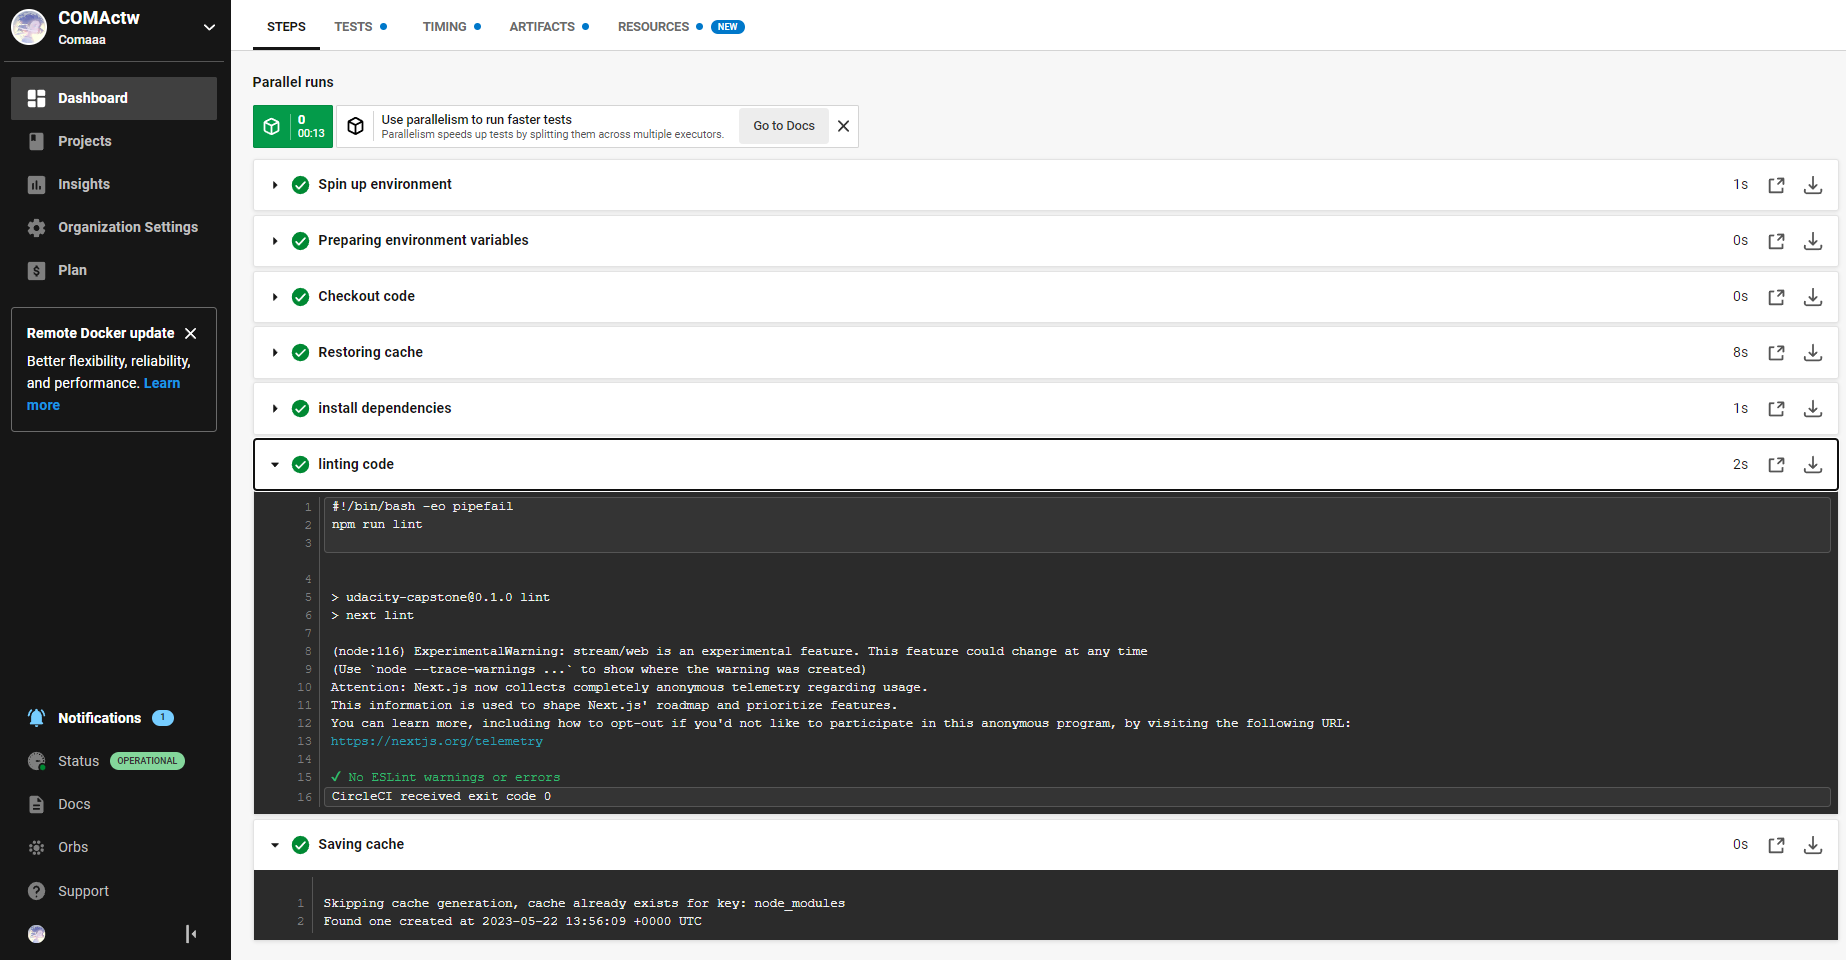 COMActw
Comaaa
Dashboard
Projects
Insights
Organization Settings
Plan
Remote Docker update
Better flexibility, reliability,
and performance. Learn
more
Notifications 1
Status OPERATIONAL
Docs
Orbs
Support
STEPS TESTS TIMING ARTIFACTS RESOURCES NEW
Parallel runs
0
00:13
Use parallelism to run faster tests
Parallelism speeds up tests by splitting them across multiple executors.
Go to Docs
Spin up environment 1s
Preparing environment variables 0s
Checkout code 0s
Restoring cache 8s
install dependencies 1s
linting code 2s
1 #!/bin/bash -eo pipefail
2 npm run lint
3
4
5 > udacity-capstone@0.1.0 lint
6 > next lint
7
8 (node:116) ExperimentalWarning: stream/web is an experimental feature. This feature could change at any time
9 (Use `node --trace-warnings ...` to show where the warning was created)
10 Attention: Next.js now collects completely anonymous telemetry regarding usage.
11 This information is used to shape Next.js' roadmap and prioritize features.
12 You can learn more, including how to opt-out if you'd not like to participate in this anonymous program, by visiting the following URL:
13 https://nextjs.org/telemetry
14
15 ✓ No ESLint warnings or errors
16 CircleCI received exit code 0
Saving cache 0s
1 Skipping cache generation, cache already exists for key: node_modules
2 Found one created at 2023-05-22 13:56:09 +0000 UTC